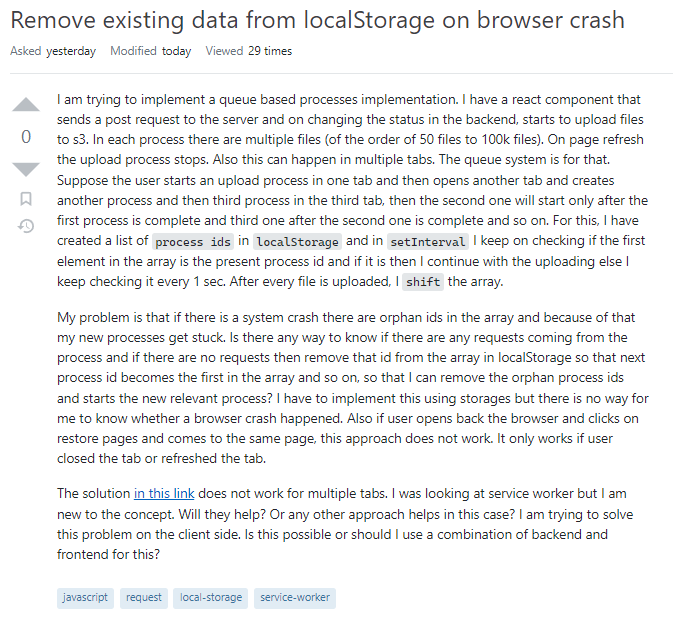 Remove existing data from localStorage on browser crash
Asked yesterday Modified today Viewed 29 times
I am trying to implement a queue based processes implementation. I have a react component that
sends a post request to the server and on changing the status in the backend, starts to upload files
to s3. In each process there are multiple files (of the order of 50 files to 100k files). On page refresh
the upload process stops. Also this can happen in multiple tabs. The queue system is for that.
Suppose the user starts an upload process in one tab and then opens another tab and creates
another process and then third process in the third tab, then the second one will start only after the
first process is complete and third one after the second one is complete and so on. For this, I have
created a list of process ids in localStorage and in setInterval I keep on checking if the first
element in the array is the present process id and if it is then I continue with the uploading else I
keep checking it every 1 sec. After every file is uploaded, I shift the array.
0
My problem is that if there is a system crash there are orphan ids in the array and because of that
my new processes get stuck. Is there any way to know if there are any requests coming from the
process and if there are no requests then remove that id from the array in localStorage so that next
process id becomes the first in the array and so on, so that I can remove the orphan process ids
and starts the new relevant process? I have to implement this using storages but there is no way for
me to know whether a browser crash happened. Also if user opens back the browser and clicks on
restore pages and comes to the same page, this approach does not work. It only works if user
closed the tab or refreshed the tab.
The solution in this link does not work for multiple tabs. I was looking at service worker but I am
new to the concept. Will they help? Or any other approach helps in this case? I am trying to solve
this problem on the client side. Is this possible or should I use a combination of backend and
frontend for this?
javascript request local-storage service-worker